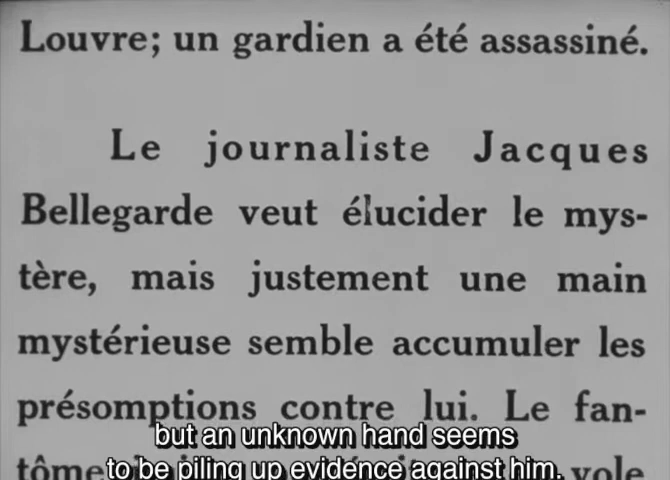 Louvre; un gardien a été assassiné.
Le journaliste Jacques
Bellegarde veut élucider le mys-
tère, mais justement une main
mystérieuse semble accumuler les
présomptions contre lui. Le fan-
tôme vole
but an unknown hand seems
to be piling up evidence against him.